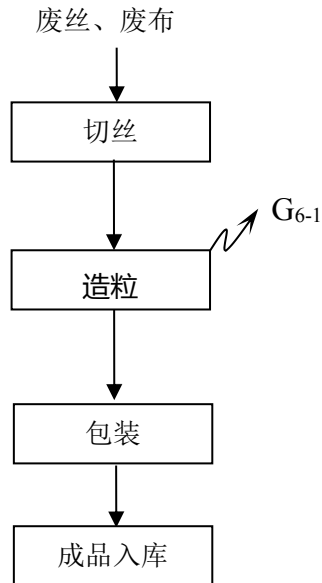 废丝、废布
切丝
G6-1
造粒
包装
成品入库